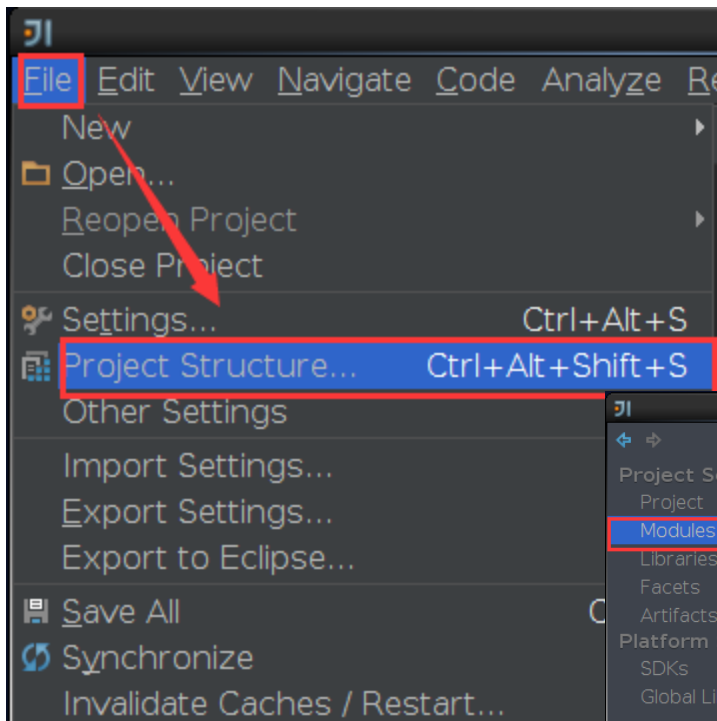 File Edit View Navigate Code Analyze
New
Open...
Reopen Project
Close Project
Settings... Ctrl+Alt+S
Project Structure... Ctrl+Alt+Shift+S
Other Settings
Import Settings...
Export Settings...
Export to Eclipse...
Save All
Synchronize
Invalidate Caches / Restart...
Project
Project
Modules
Libraries
Facets
Artifacts
Platform
SDKs
Global